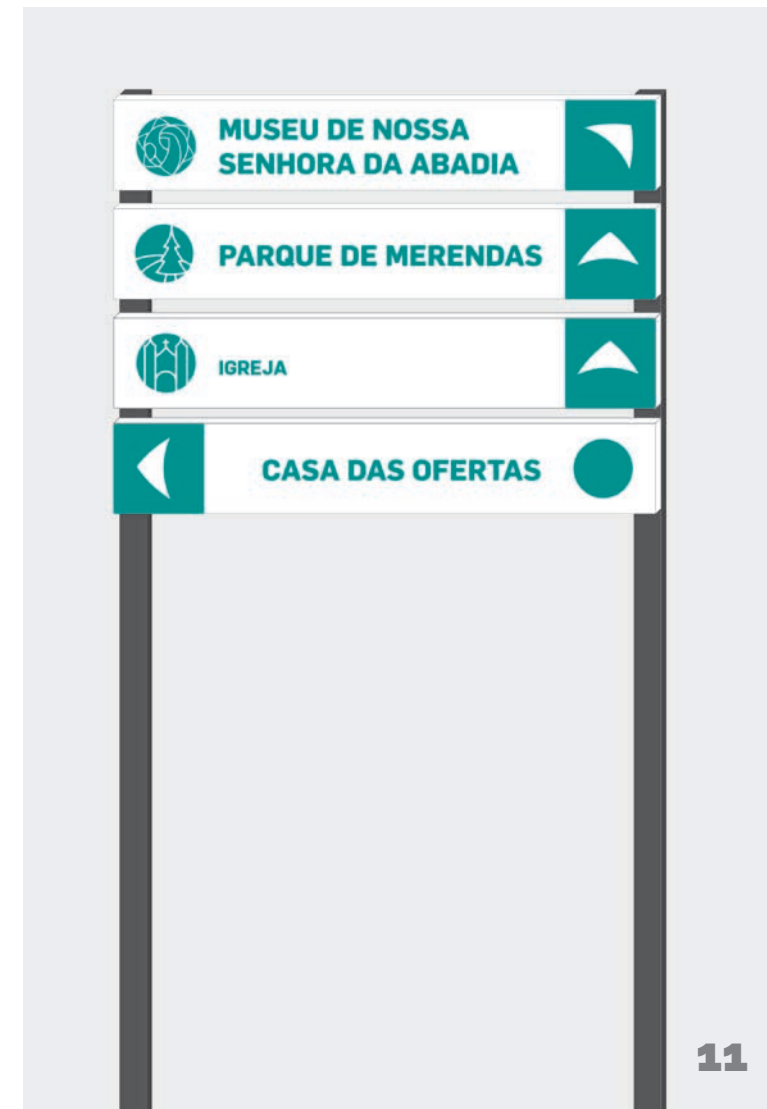 MUSEU DE NOSSA
SENHORA DA ABADIA
PARQUE DE MERENDAS
IGREJA
CASA DAS OFERTAS
11